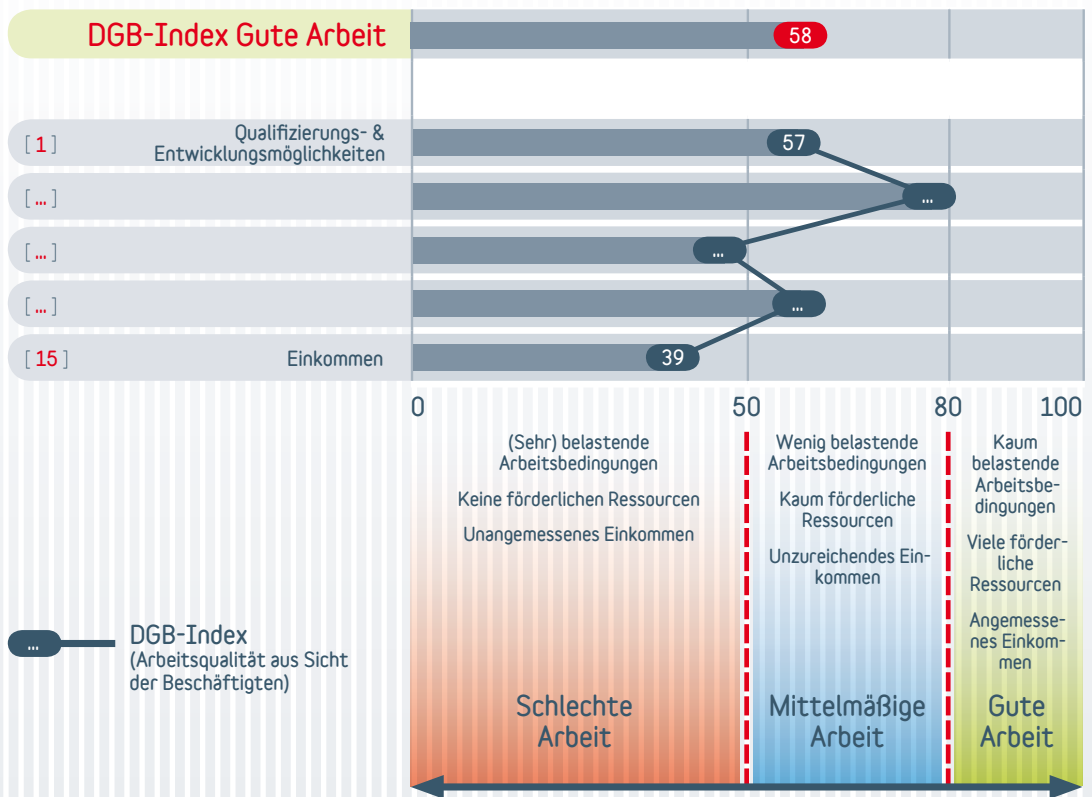 DGB-Index Gute Arbeit
58
[ 1 ]
Qualifizierungs- &
Entwicklungsmöglichkeiten
57
[ ... ]
...
[ ... ]
...
[ ... ]
...
[ 15 ]
Einkommen
39
0
50
80
100
(Sehr) belastende
Arbeitsbedingungen
Keine förderlichen Ressourcen
Unangemessenes Einkommen
Schlechte
Arbeit
Wenig belastende
Arbeitsbedingungen
Kaum förderliche
Ressourcen
Unzureichendes Ein-
kommen
Mittelmäßige
Arbeit
Kaum
belastende
Arbeitsbe-
dingungen
Viele förder-
liche
Ressourcen
Angemesse-
nes Einkom-
men
Gute
Arbeit
...
DGB-Index
(Arbeitsqualität aus Sicht
der Beschäftigten)